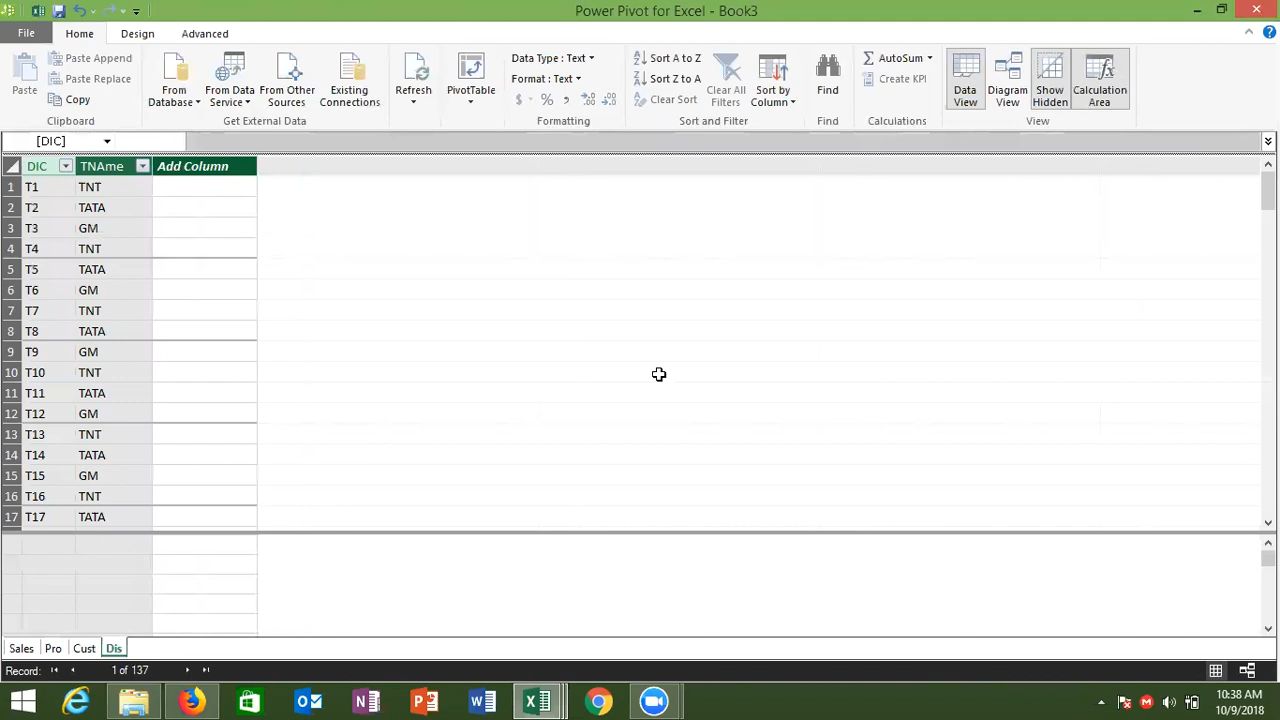 Power Pivot for Excel - Book3
File Home Design Advanced
Paste
Paste Append
Paste Replace
Copy
Clipboard
From Database
From Data Service
From Other Sources
Existing Connections
Get External Data
Refresh
PivotTable
Data Type : Text
Format : Text
$ % ,
Formatting
Sort A to Z
Sort Z to A
Clear Sort
Clear All Filters
Sort by Column
Sort and Filter
Find
Find
AutoSum
Create KPI
Calculations
Data View
Diagram View
Show Hidden
Calculation Area
View
[DIC]
DIC TNAme Add Column
1 T1 TNT
2 T2 TATA
3 T3 GM
4 T4 TNT
5 T5 TATA
6 T6 GM
7 T7 TNT
8 T8 TATA
9 T9 GM
10 T10 TNT
11 T11 TATA
12 T12 GM
13 T13 TNT
14 T14 TATA
15 T15 GM
16 T16 TNT
17 T17 TATA
Sales Pro Cust Dis
Record: 1 of 137
10:38 AM
10/9/2018